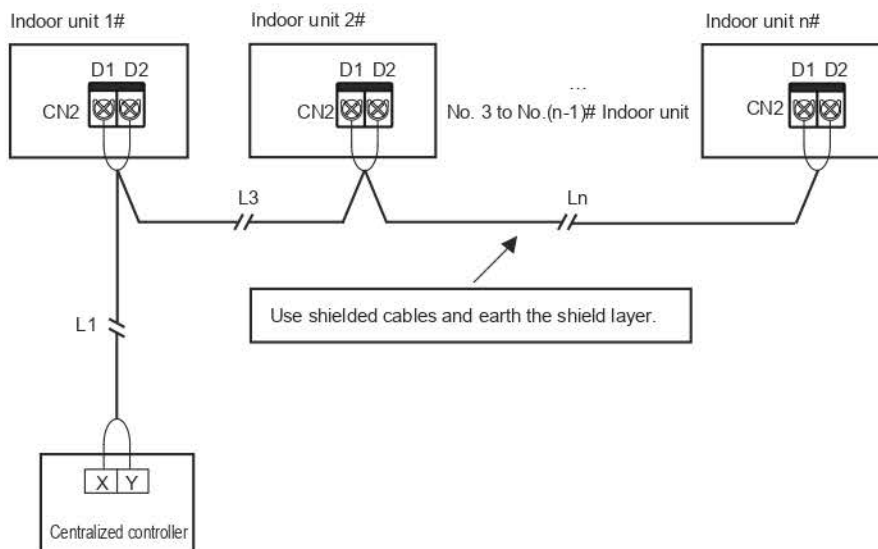 Indoor unit 1#
Indoor unit 2#
Indoor unit n#
D1 D2
CN2
D1 D2
CN2
...
No. 3 to No.(n-1)# Indoor unit
D1 D2
CN2
L3
Ln
Use shielded cables and earth the shield layer.
L1
X Y
Centralized controller